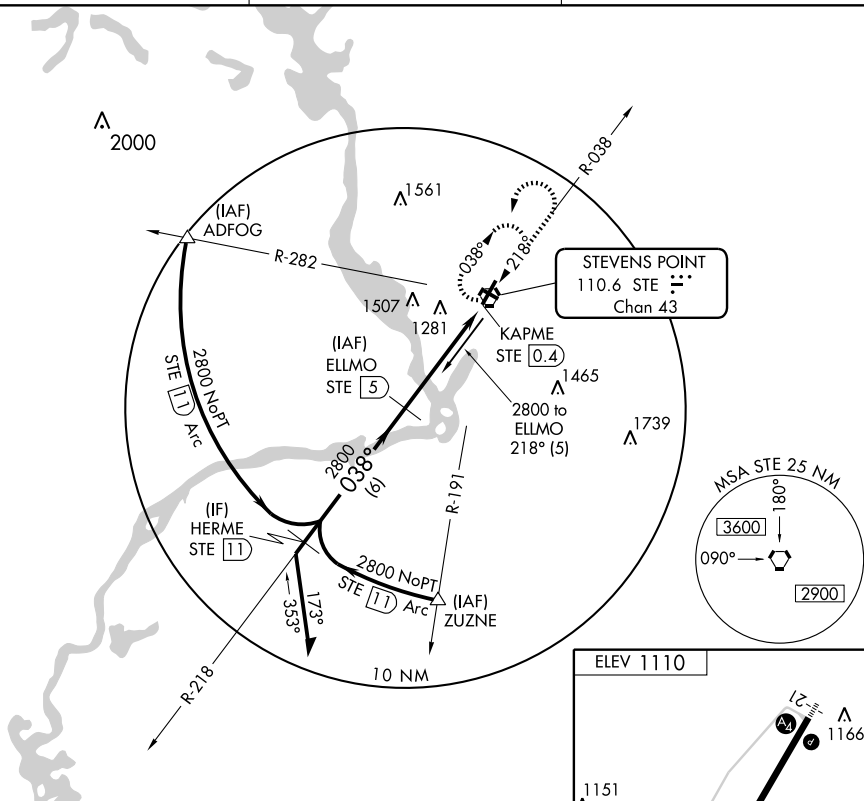 2000
1561
R-038
(IAF)
ADFOG
R-282
038°
218°
STEVENS POINT
110.6 STE
Chan 43
1507
1281
KAPME
STE 0.4
(IAF)
ELLMO
STE 5
1465
2800 to
ELLMO
218° (5)
1739
2800 NoPT
STE 11 Arc
2800
038°
(6)
R-191
MSA STE 25 NM
180°
3600
090°
2900
(IF)
HERME
STE 11
2800 NoPT
STE 11 Arc
(IAF)
ZUZNE
353°
173°
R-218
10 NM
ELEV 1110
-21-
A4
P
1166
1151